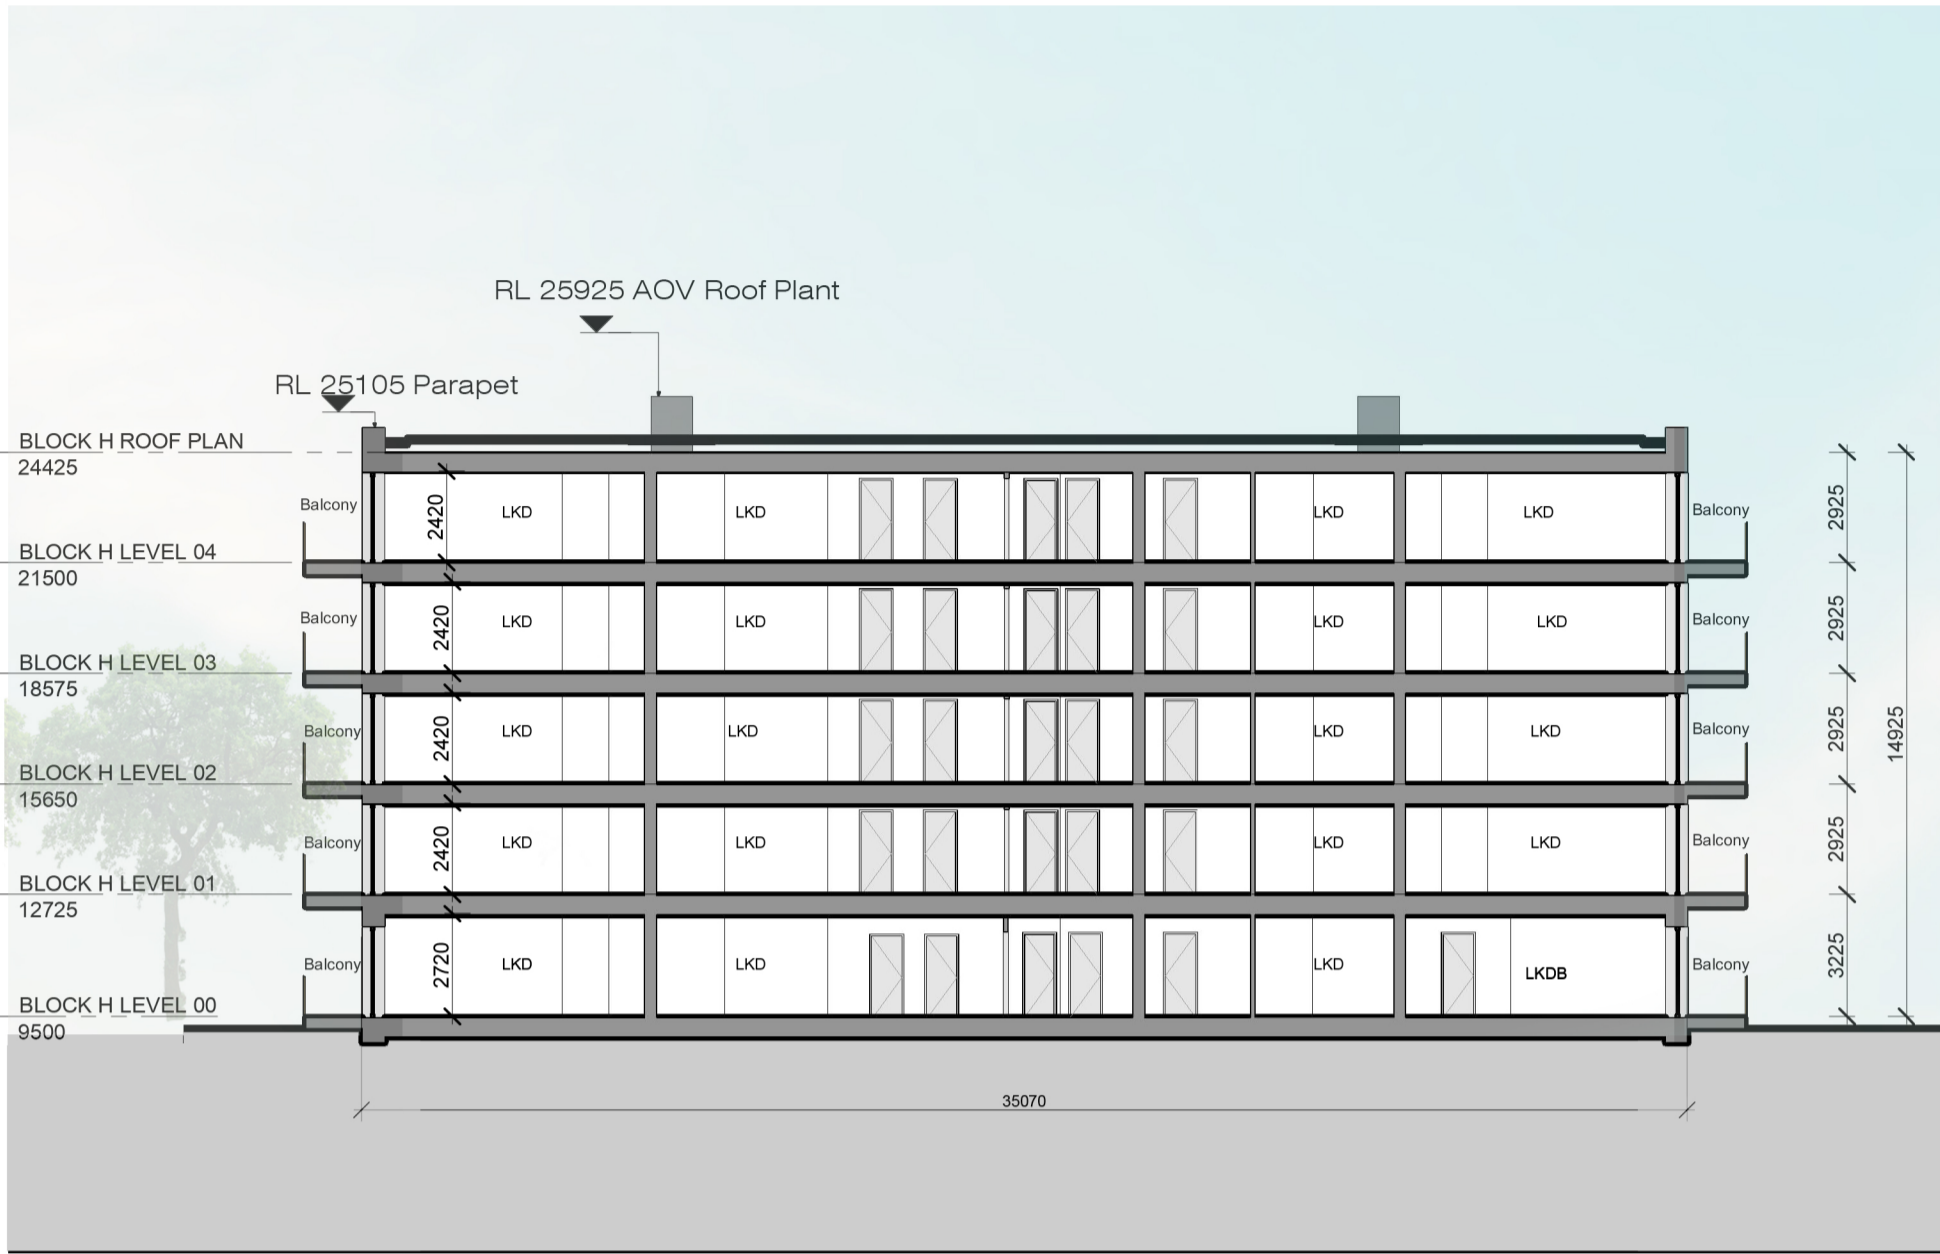 RL 25925 AOV Roof Plant
RL 25105 Parapet
BLOCK H ROOF PLAN
24425
Balcony
2420
LKD
LKD
LKD
LKD
Balcony
2925
BLOCK H LEVEL 04
21500
Balcony
2420
LKD
LKD
LKD
LKD
Balcony
2925
BLOCK H LEVEL 03
18575
Balcony
2420
LKD
LKD
LKD
LKD
Balcony
2925
14925
BLOCK H LEVEL 02
15650
Balcony
2420
LKD
LKD
LKD
LKD
Balcony
2925
BLOCK H LEVEL 01
12725
Balcony
2720
LKD
LKD
LKD
LKDB
Balcony
3225
BLOCK H LEVEL 00
9500
35070